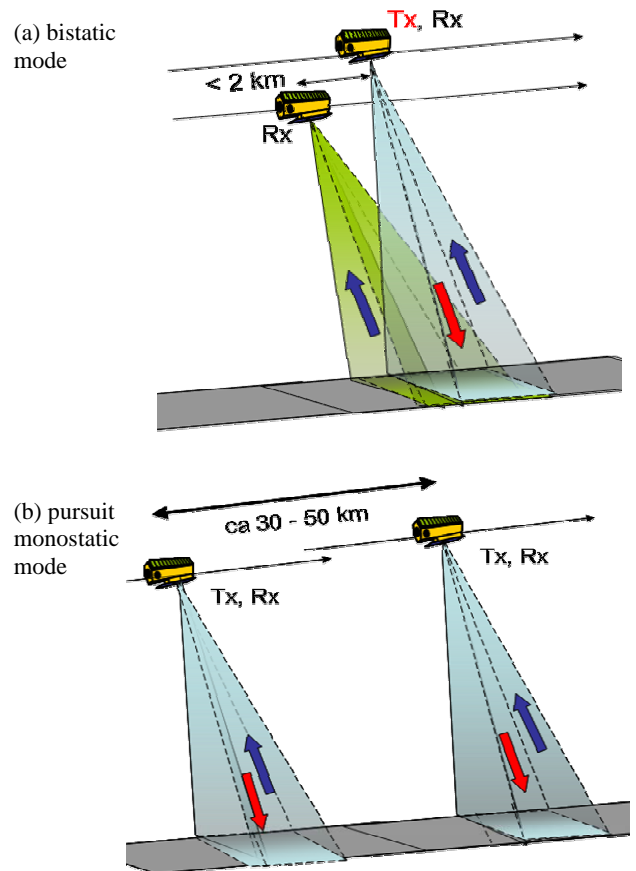 (a) bistatic
mode
Tx, Rx
< 2 km
Rx
(b) pursuit
monostatic
mode
ca 30 - 50 km
Tx, Rx
Tx, Rx